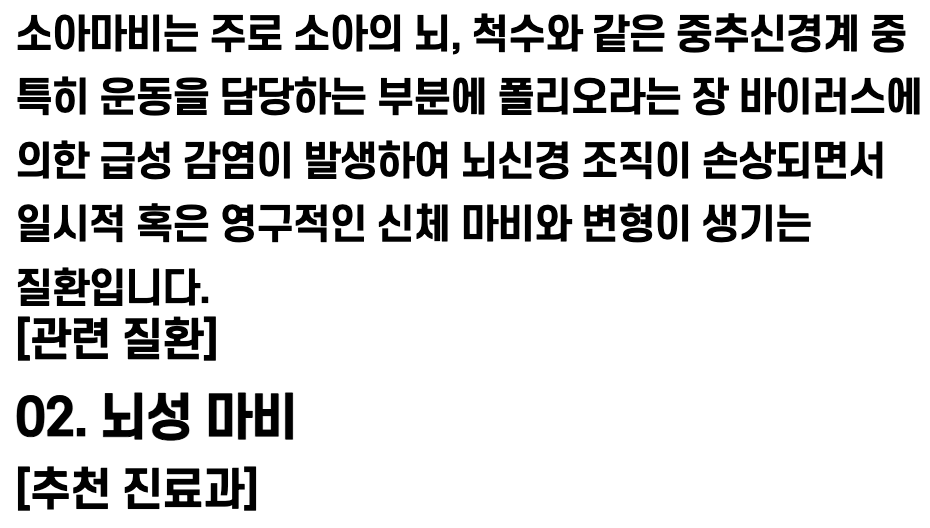 소아마비는 주로 소아의 뇌, 척수와 같은 중추신경계 중
특히 운동을 담당하는 부분에 폴리오라는 장 바이러스에
의한 급성 감염이 발생하여 뇌신경 조직이 손상되면서
일시적 혹은 영구적인 신체 마비와 변형이 생기는
질환입니다.
[관련 질환]
02. 뇌성 마비
[추천 진료과]